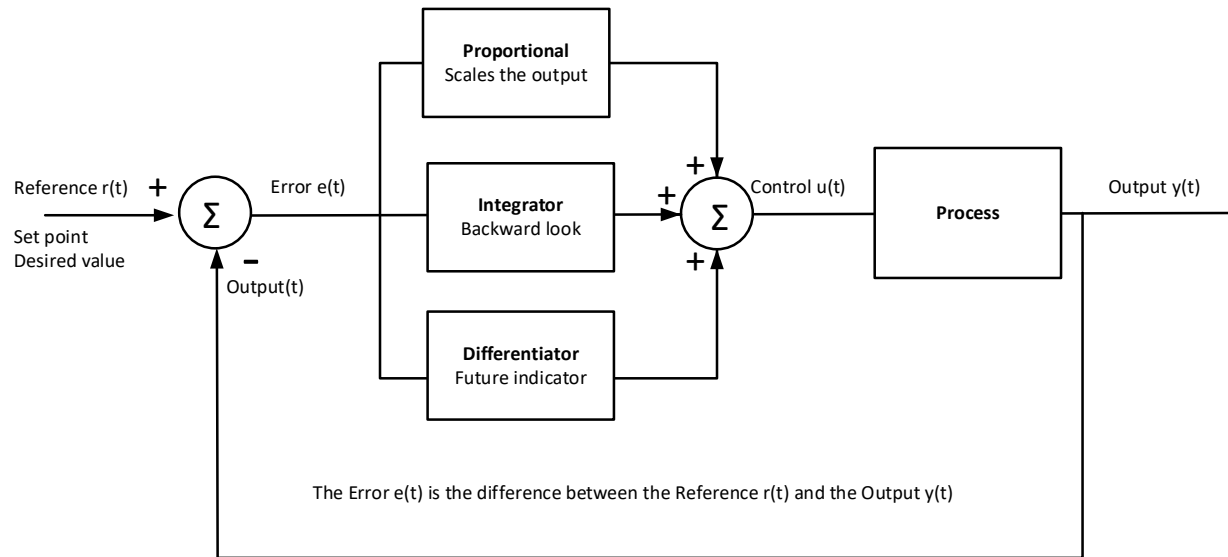 Proportional
Scales the output
+
Reference r(t)
+
Σ
Error e(t)
Integrator
Backward look
+
Σ
Control u(t)
Process
Output y(t)
Set point
Desired value
−
Output(t)
+
Differentiator
Future indicator
The Error e(t) is the difference between the Reference r(t) and the Output y(t)